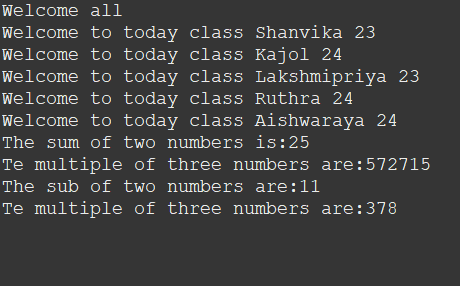 Welcome all
Welcome to today class Shanvika 23
Welcome to today class Kajol 24
Welcome to today class Lakshmipriya 23
Welcome to today class Ruthra 24
Welcome to today class Aishwaraya 24
The sum of two numbers is:25
Te multiple of three numbers are:572715
The sub of two numbers are:11
Te multiple of three numbers are:378